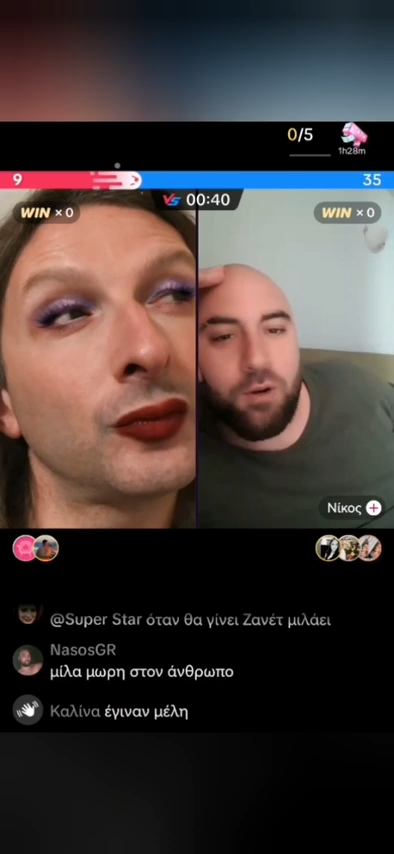 0/5
1h28m
9
35
VS 00:40
WIN × 0
WIN × 0
Νίκος
@Super Star όταν θα γίνει Ζανέτ μιλάει
NasosGR
μίλα μωρη στον άνθρωπο
Καλίνα έγιναν μέλη